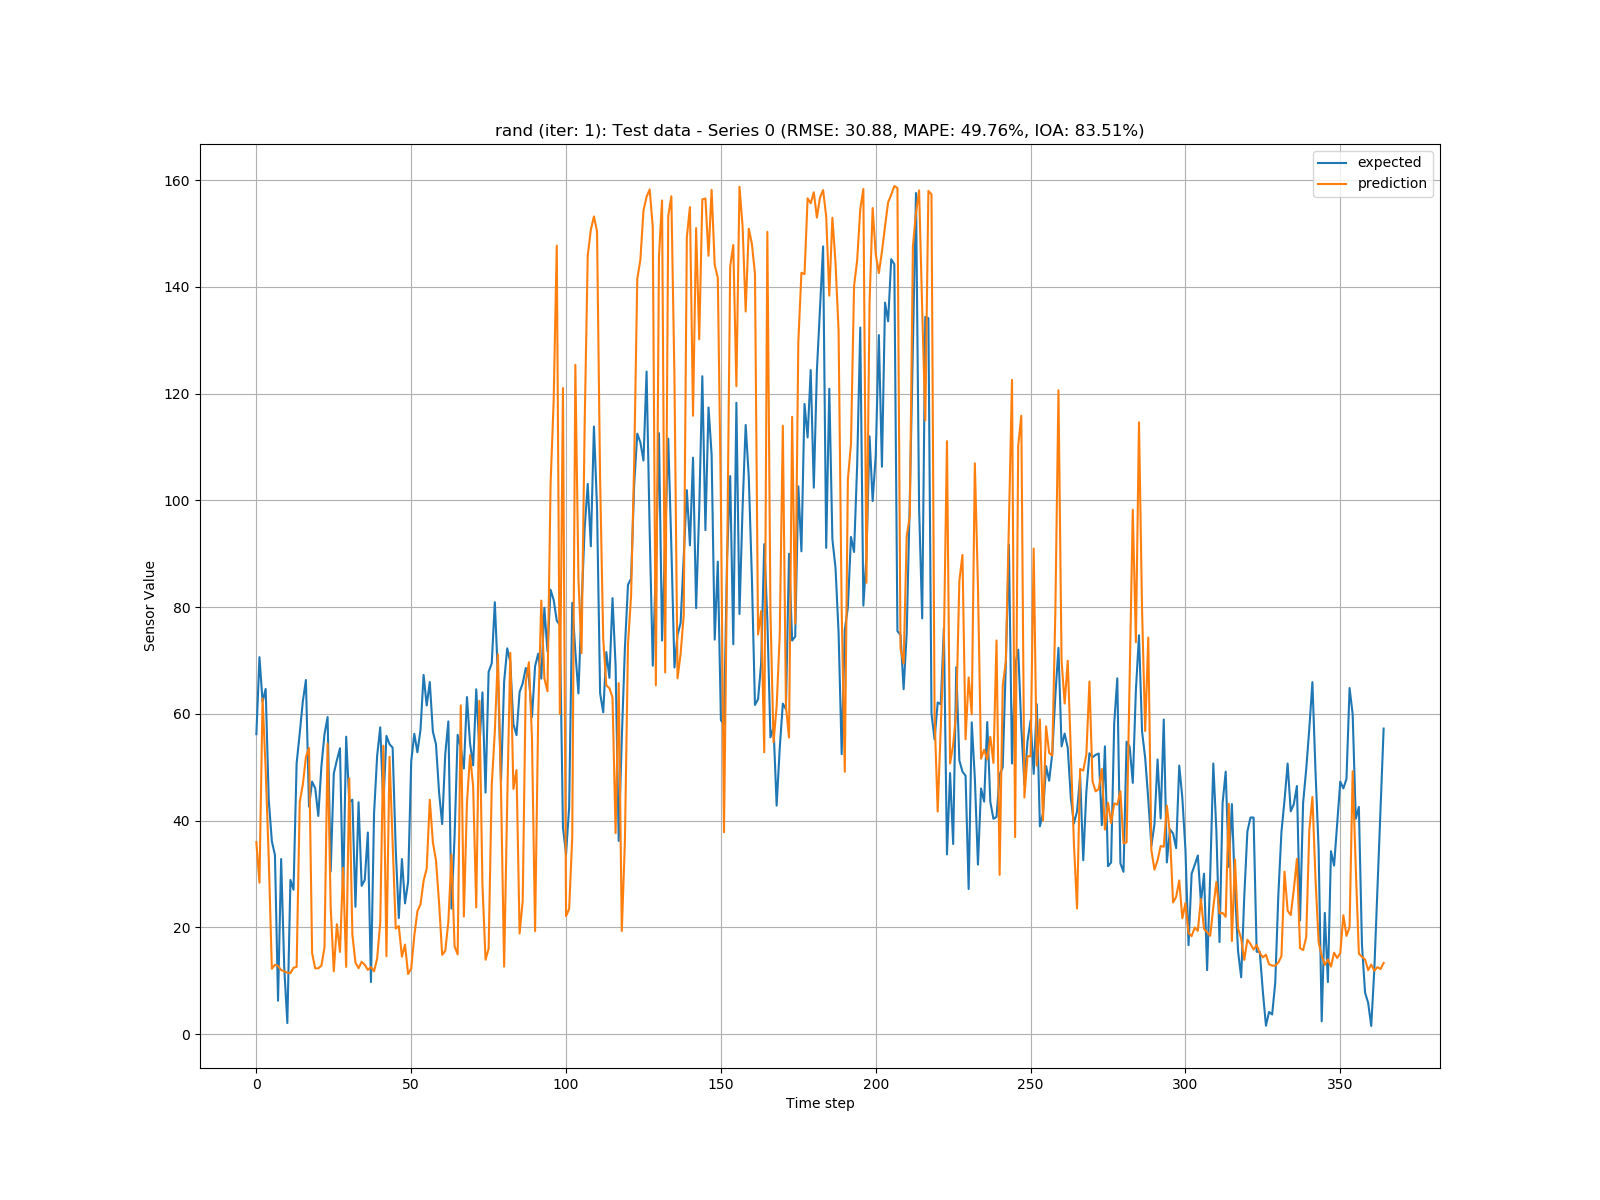 rand (iter: 1): Test data - Series 0 (RMSE: 30.88, MAPE: 49.76%, IOA: 83.51%)
expected
prediction
160
140
120
100
80
60
40
20
0
Sensor Value
0 50 100 150 200 250 300 350
Time step